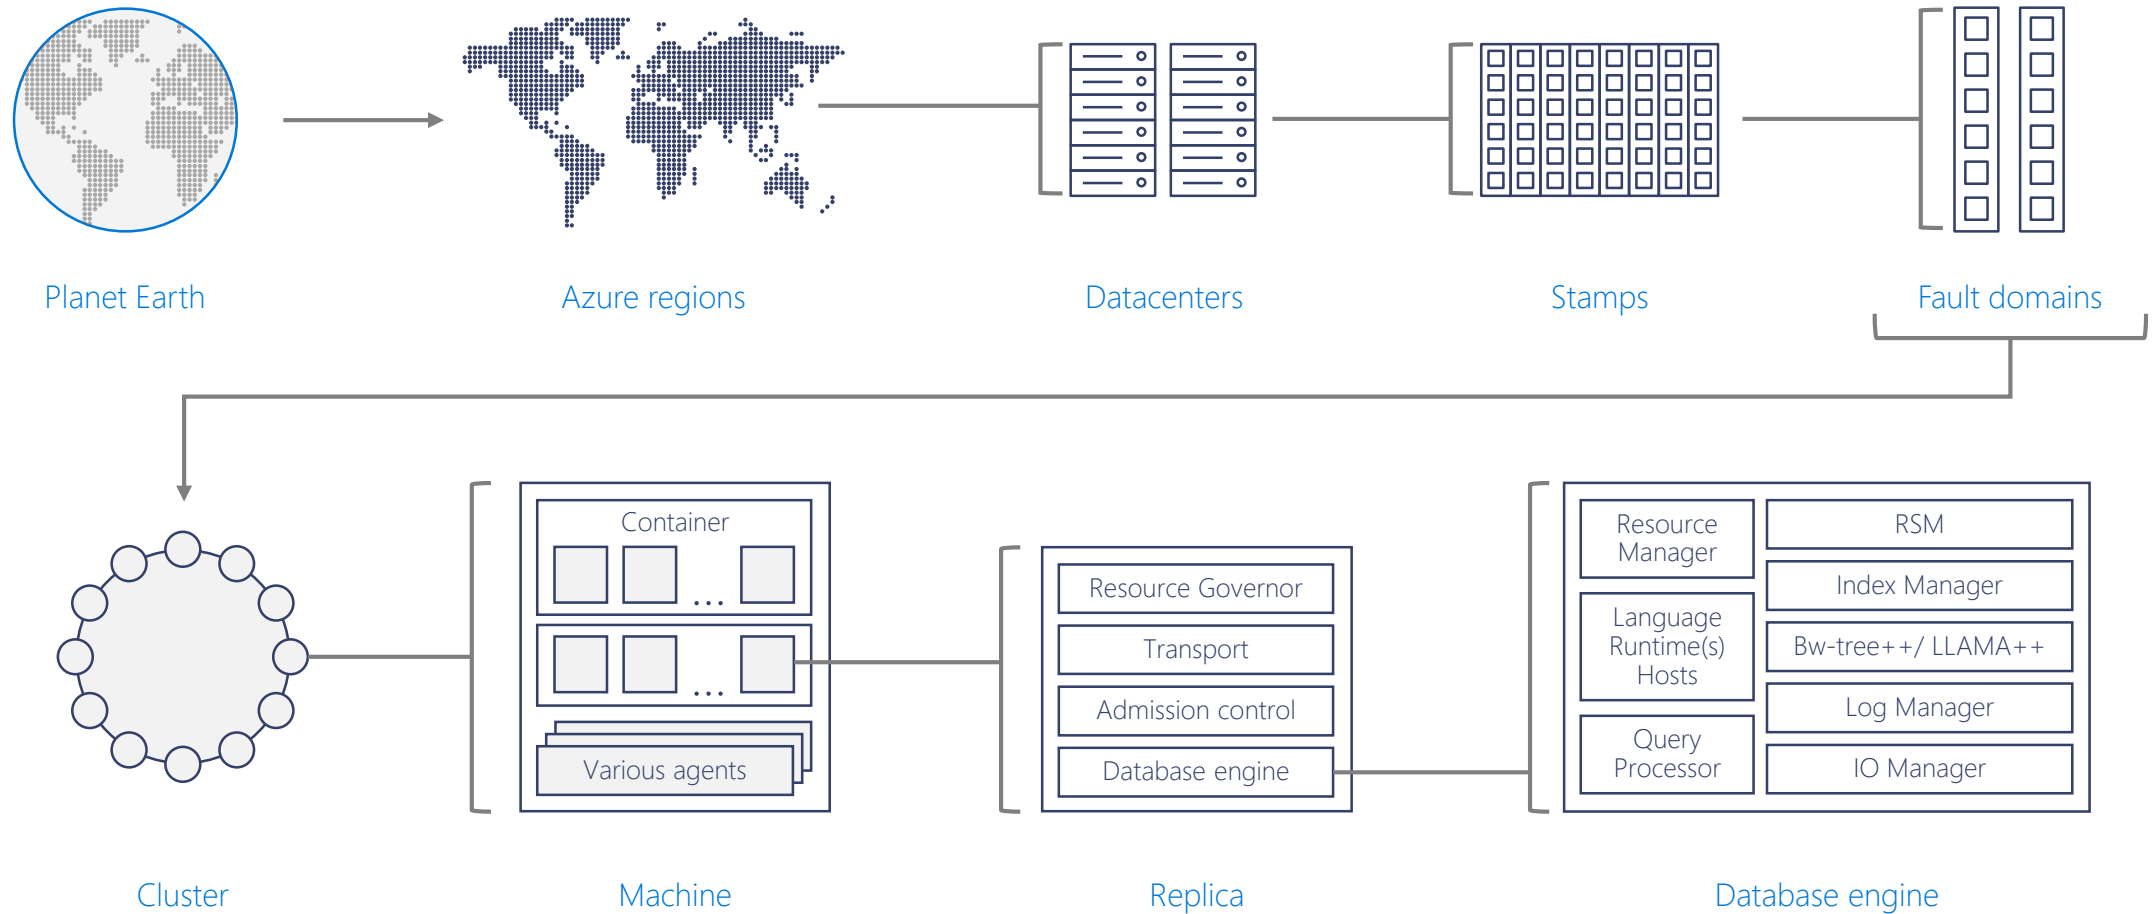 Planet Earth
Azure regions
Datacenters
Stamps
Fault domains
Container
...
...
Various agents
Resource Governor
Transport
Admission control
Database engine
Resource
Manager
Language
Runtime(s)
Hosts
Query
Processor
RSM
Index Manager
Bw-tree++/ LLAMA++
Log Manager
IO Manager
Cluster
Machine
Replica
Database engine